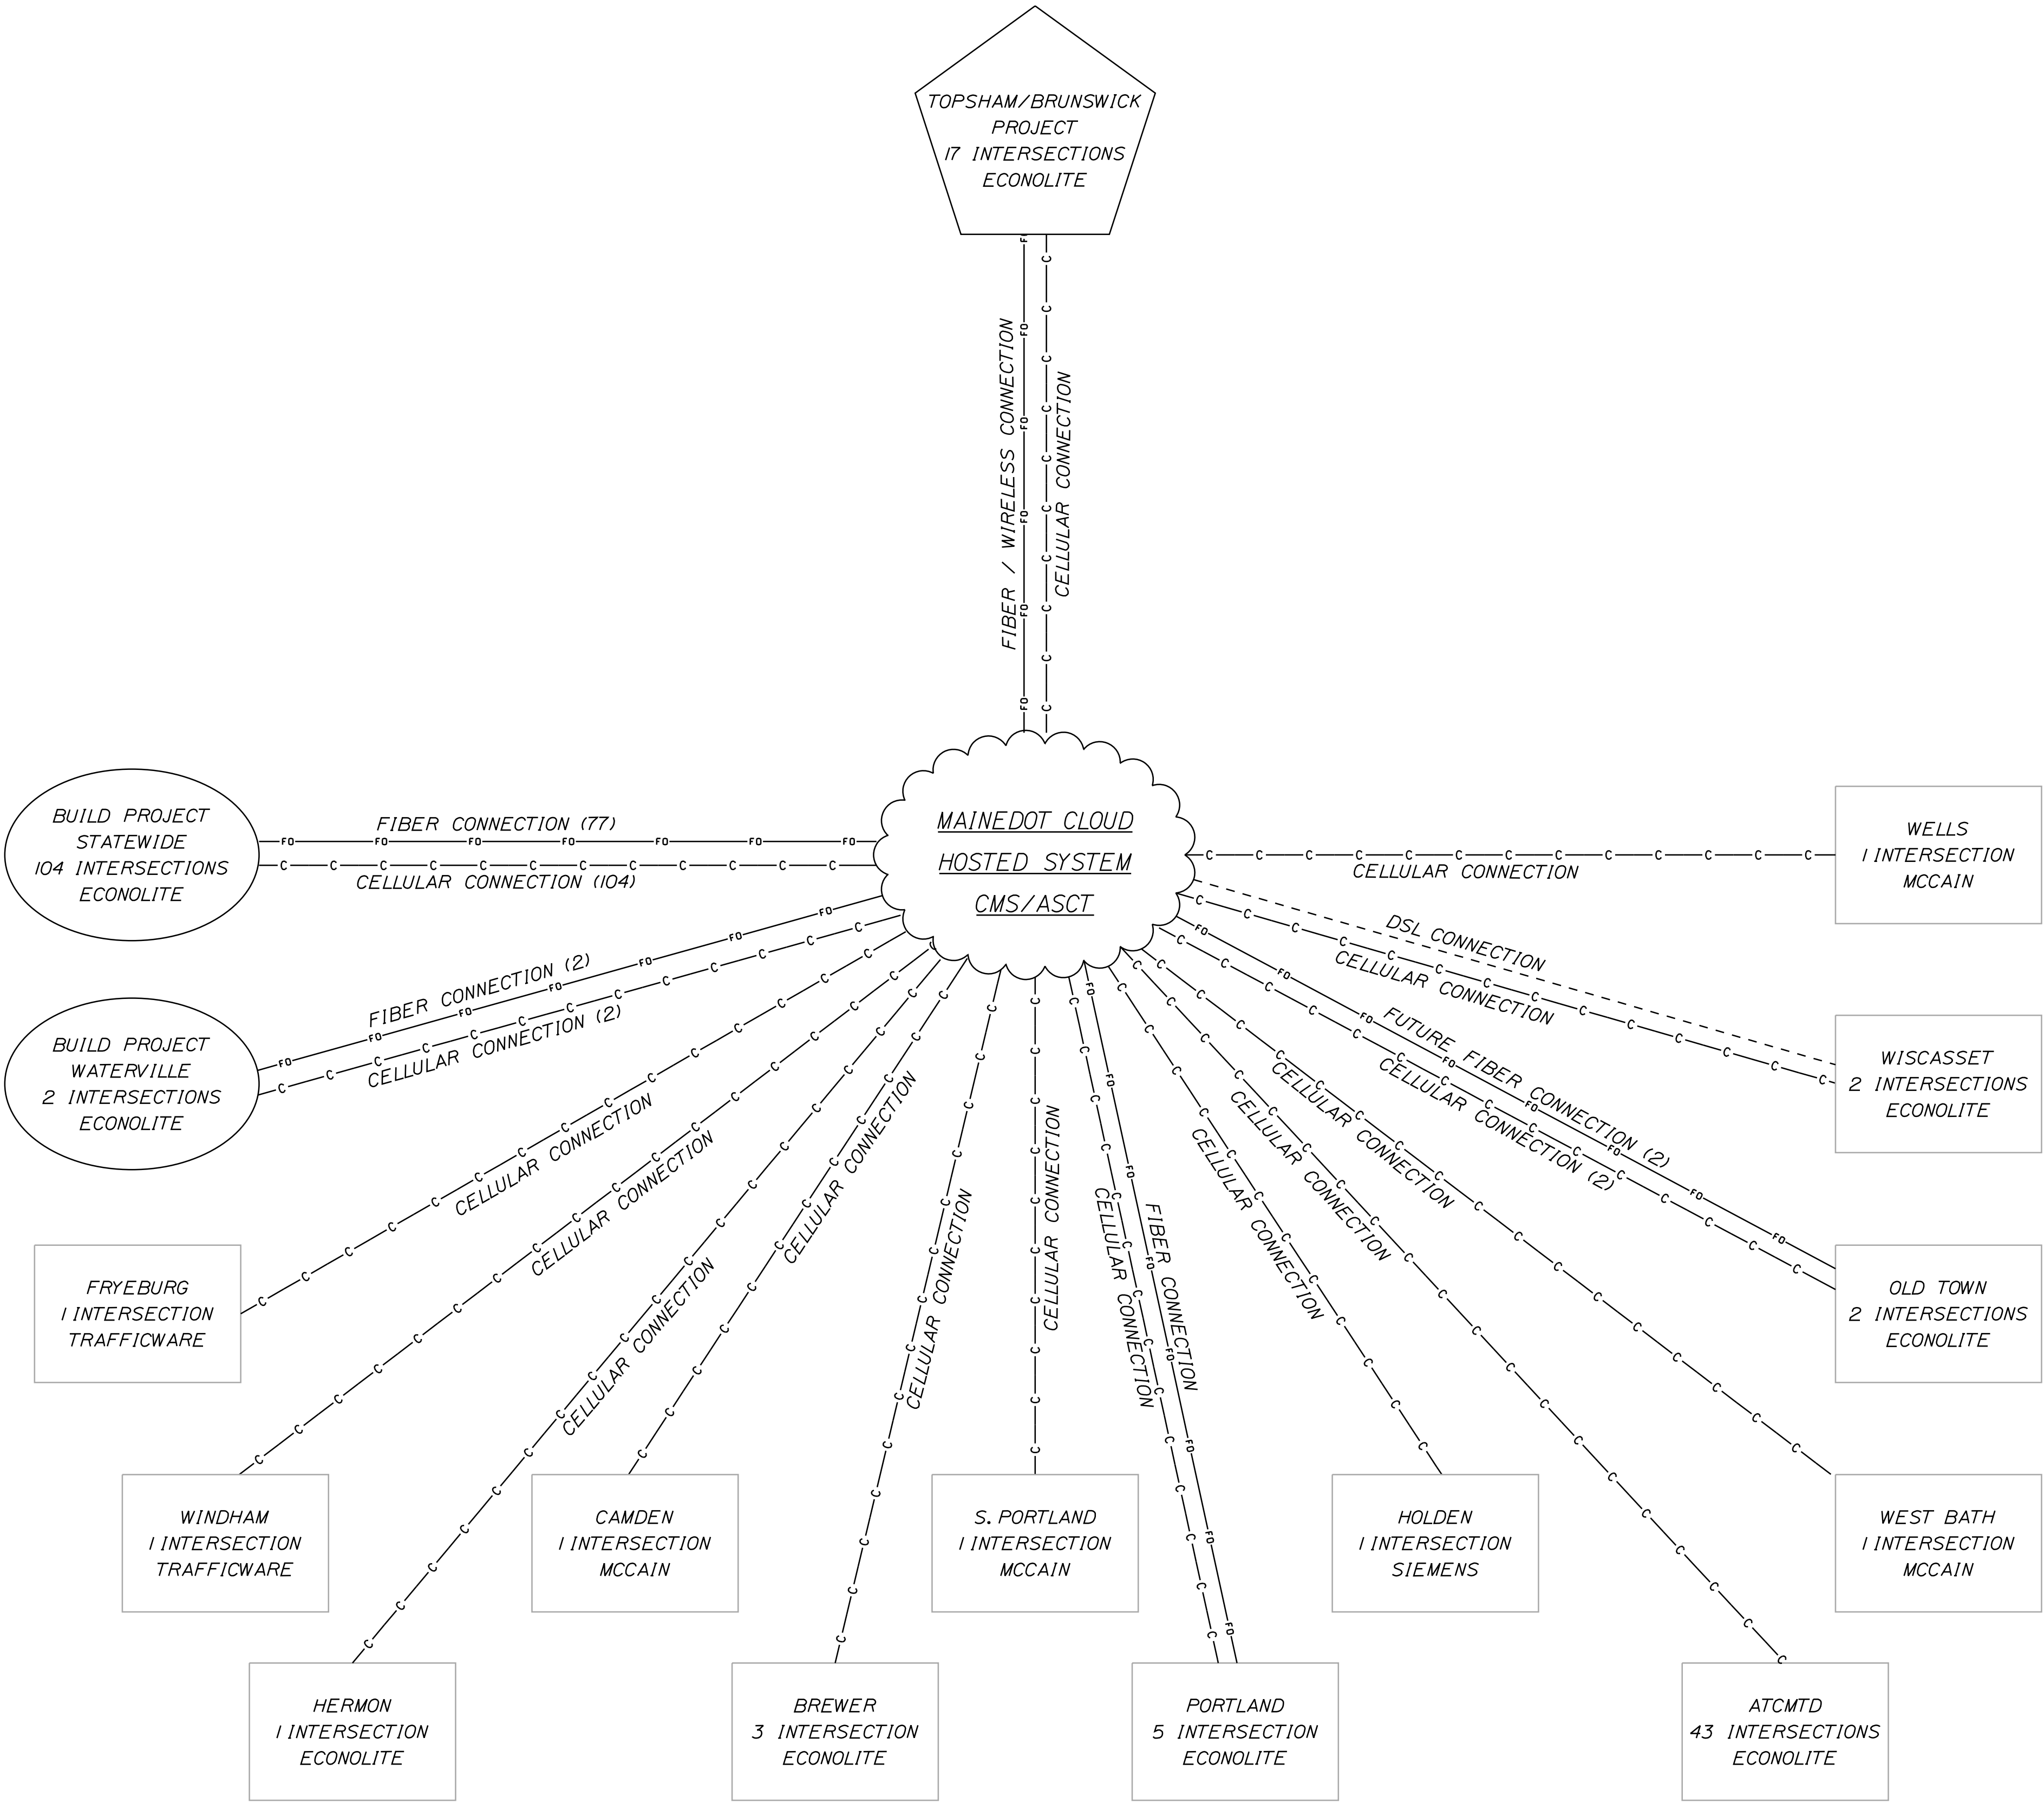 TOPSHAM/BRUNSWICK
PROJECT
17 INTERSECTIONS
ECONOLITE
FIBER / WIRELESS CONNECTION
CELLULAR CONNECTION
MAINEDOT CLOUD
HOSTED SYSTEM
CMS/ASCT
BUILD PROJECT
STATEWIDE
104 INTERSECTIONS
ECONOLITE
FIBER CONNECTION (77)
CELLULAR CONNECTION (104)
BUILD PROJECT
WATERVILLE
2 INTERSECTIONS
ECONOLITE
FIBER CONNECTION (2)
CELLULAR CONNECTION (2)
WELLS
1 INTERSECTION
MCCAIN
CELLULAR CONNECTION
DSL CONNECTION
CELLULAR CONNECTION
WISCASSET
2 INTERSECTIONS
ECONOLITE
FUTURE FIBER CONNECTION (2)
CELLULAR CONNECTION (2)
OLD TOWN
2 INTERSECTIONS
ECONOLITE
FRYEBURG
1 INTERSECTION
TRAFFICWARE
CELLULAR CONNECTION
CELLULAR CONNECTION
CELLULAR CONNECTION
CELLULAR CONNECTION
CELLULAR CONNECTION
CELLULAR CONNECTION
CELLULAR CONNECTION
FIBER CONNECTION
CELLULAR CONNECTION
CELLULAR CONNECTION
CELLULAR CONNECTION
WINDHAM
1 INTERSECTION
TRAFFICWARE
CAMDEN
1 INTERSECTION
MCCAIN
S. PORTLAND
1 INTERSECTION
MCCAIN
HOLDEN
1 INTERSECTION
SIEMENS
WEST BATH
1 INTERSECTION
MCCAIN
HERMON
1 INTERSECTION
ECONOLITE
BREWER
3 INTERSECTION
ECONOLITE
PORTLAND
5 INTERSECTION
ECONOLITE
ATCMTD
43 INTERSECTIONS
ECONOLITE